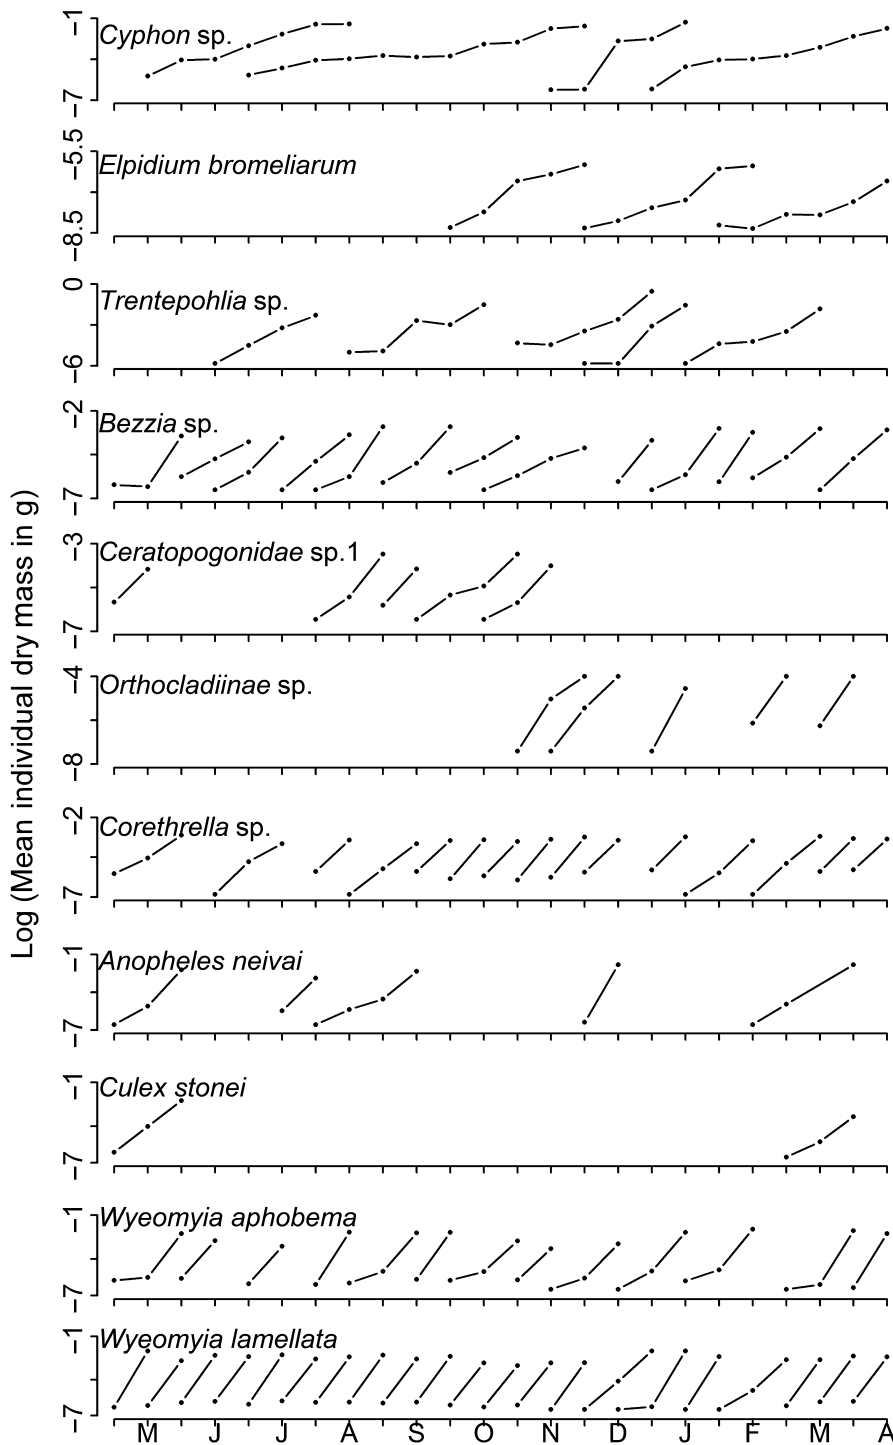 Log (Mean individual dry mass in g)
Cyphon sp.
−1
−7
Elpidium bromeliarum
−5.5
−8.5
Trentepohlia sp.
0
−6
Bezzia sp.
−2
−7
Ceratopogonidae sp.1
−3
−7
Orthocladiinae sp.
−4
−8
Corethrella sp.
−2
−7
Anopheles neivai
−1
−7
Culex stonei
−1
−7
Wyeomyia aphobema
−1
−7
Wyeomyia lamellata
−1
−7
M J J A S O N D J F M A